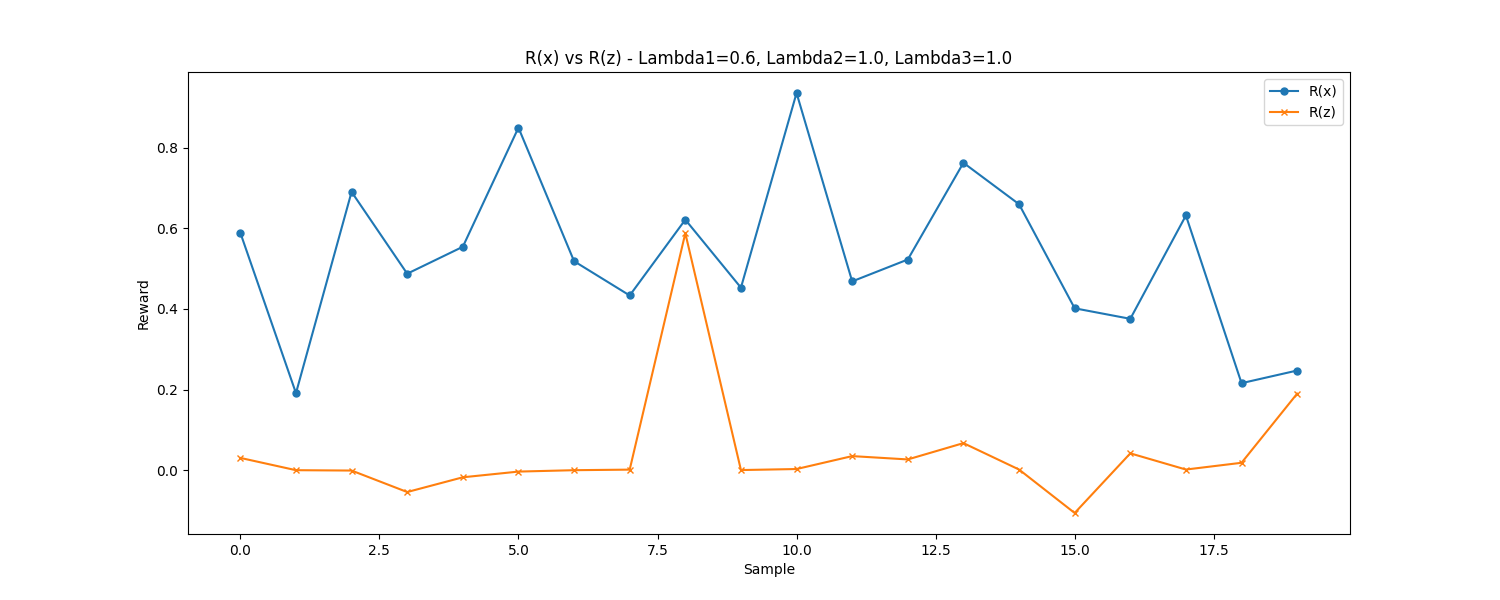 R(x) vs R(z) - Lambda1=0.6, Lambda2=1.0, Lambda3=1.0
R(x)
R(z)
0.8
0.6
0.4
0.2
0.0
Reward
0.0 2.5 5.0 7.5 10.0 12.5 15.0 17.5
Sample